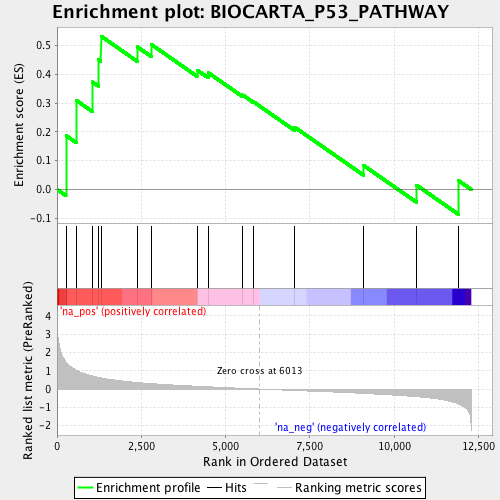 Enrichment plot: BIOCARTA_P53_PATHWAY
Enrichment score (ES)
0.5
0.4
0.3
0.2
0.1
0.0
-0.1
'na_pos' (positively correlated)
Ranked list metric (PreRanked)
4
3
2
1
0
-1
-2
Zero cross at 6013
'na_neg' (negatively correlated)
0
2,500
5,000
7,500
10,000
12,500
Rank in Ordered Dataset
Enrichment profile
Hits
Ranking metric scores